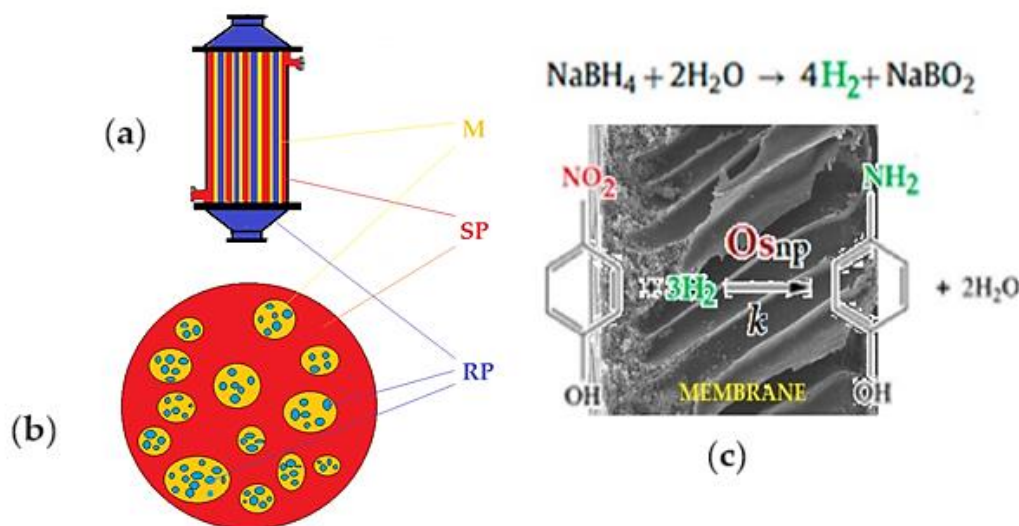 (a)
M
SP
RP
(b)
NaBH₄ + 2H₂O → 4H₂ + NaBO₂
NO₂
NH₂
Osnp
3H₂
k
+ 2H₂O
OH
MEMBRANE
OH
(c)